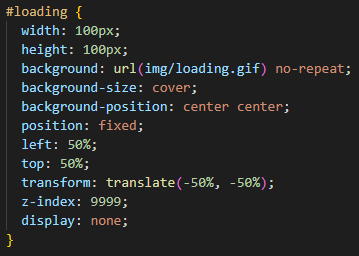 #loading {
  width: 100px;
  height: 100px;
  background: url(img/loading.gif) no-repeat;
  background-size: cover;
  background-position: center center;
  position: fixed;
  left: 50%;
  top: 50%;
  transform: translate(-50%, -50%);
  z-index: 9999;
  display: none;
}